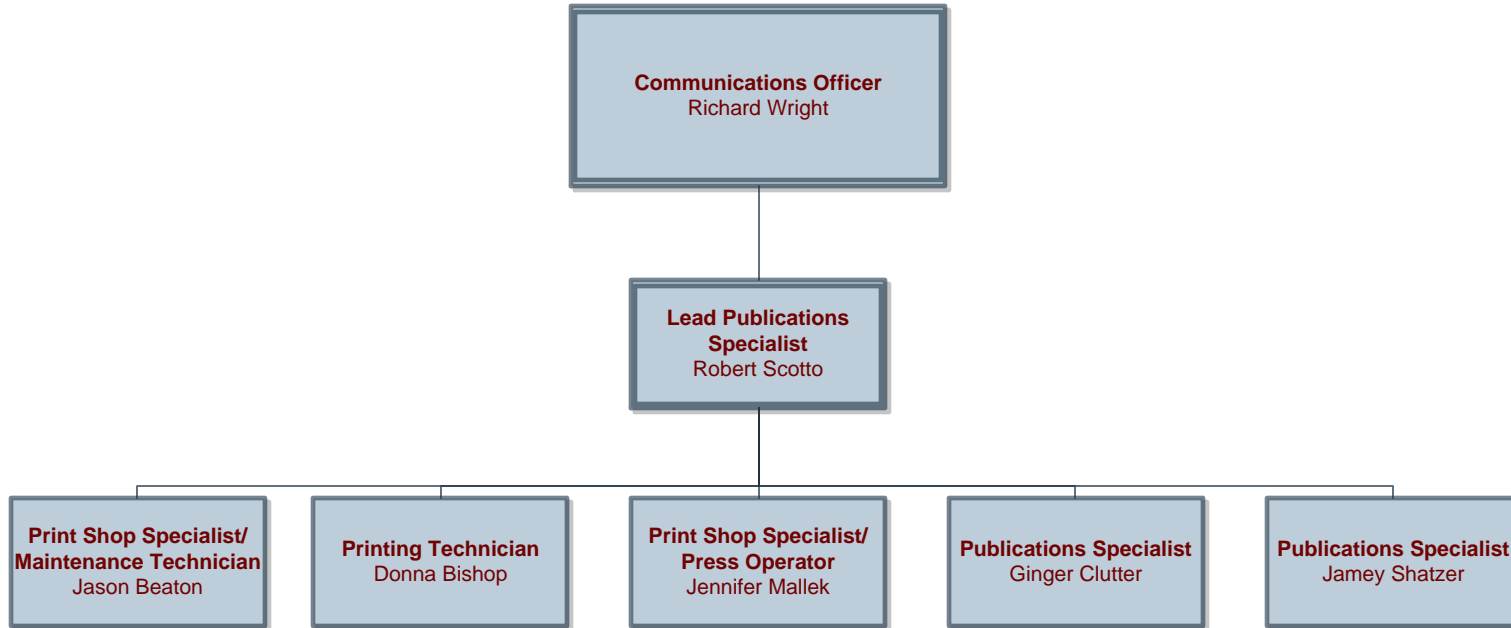 Communications Officer
Richard Wright
Lead Publications
Specialist
Robert Scotto
Print Shop Specialist/
Maintenance Technician
Jason Beaton
Printing Technician
Donna Bishop
Print Shop Specialist/
Press Operator
Jennifer Mallek
Publications Specialist
Ginger Clutter
Publications Specialist
Jamey Shatzer